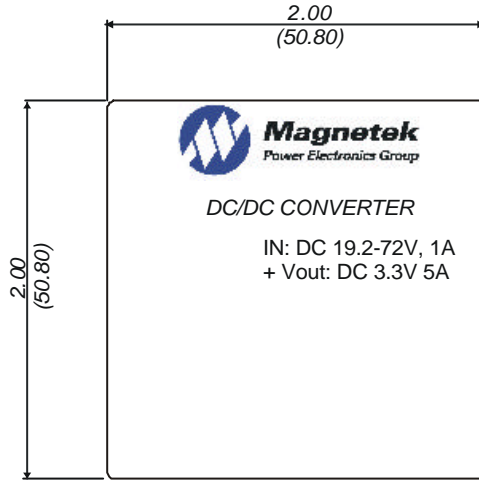 2.00
(50.80)
Magnetek
Power Electronics Group
DC/DC CONVERTER
IN: DC 19.2-72V, 1A
+ Vout: DC 3.3V 5A
2.00
(50.80)